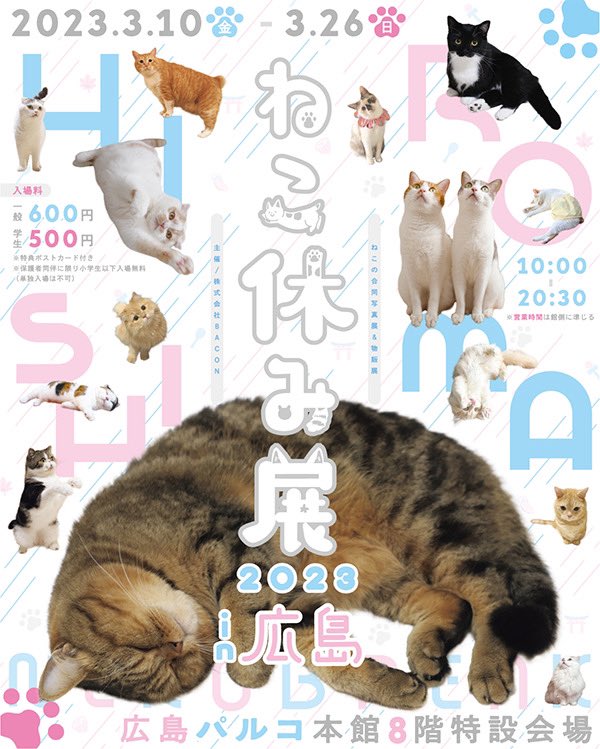 2023.3.10金 - 3.26日
HIROSHIMA
ねこ休み展
2023
in広島
入場料
一般 600円
学生 500円
※特典ポストカード付き
※保護者同伴に限り小学生以下入場無料
（単独入場は不可）
主催/株式会社BACON
ねこの合同写真展&物販展
10:00
-
20:30
※営業時間は館側に準じる
NEKOBREAK
広島パルコ本館8階特設会場